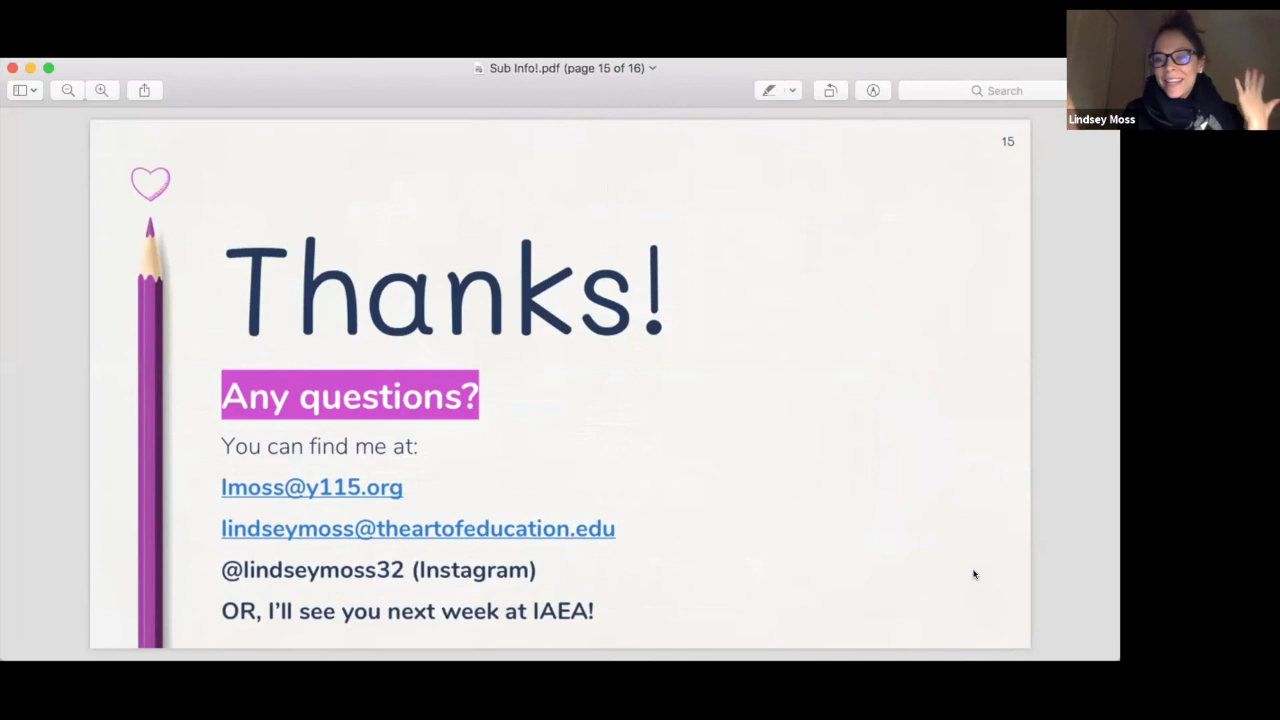 Sub Info!.pdf (page 15 of 16)
Search
Lindsey Moss
15
Thanks!
Any questions?
You can find me at:
lmoss@y115.org
lindseymoss@theartofeducation.edu
@lindseymoss32 (Instagram)
OR, I’ll see you next week at IAEA!